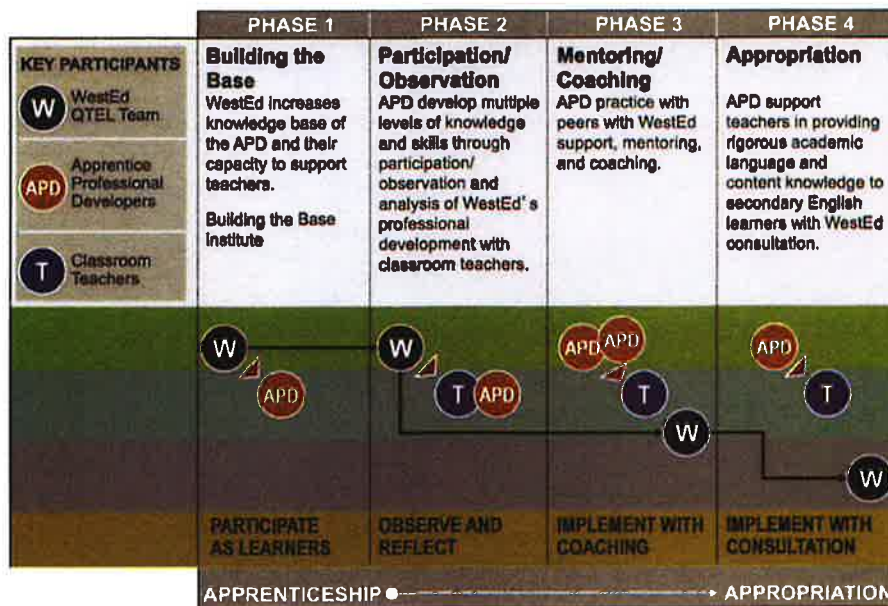 PHASE 1
PHASE 2
PHASE 3
PHASE 4
KEY PARTICIPANTS
W
WestEd
QTEL Team
APD
Apprentice
Professional
Developers
T
Classroom
Teachers
Building the
Base
WestEd increases
knowledge base of
the APD and their
capacity to support
teachers.
Building the Base
Institute
Participation/
Observation
APD develop multiple
levels of knowledge
and skills through
participation/
observation and
analysis of WestEd's
professional
development with
classroom teachers.
Mentoring/
Coaching
APD practice with
peers with WestEd
support, mentoring,
and coaching.
Appropriation
APD support
teachers in providing
rigorous academic
language and
content knowledge to
secondary English
learners with WestEd
consultation.
W
APD
W
T
APD
APD
APD
T
W
APD
T
W
PARTICIPATE
AS LEARNERS
OBSERVE AND
REFLECT
IMPLEMENT WITH
COACHING
IMPLEMENT WITH
CONSULTATION
APPRENTICESHIP
APPROPRIATION